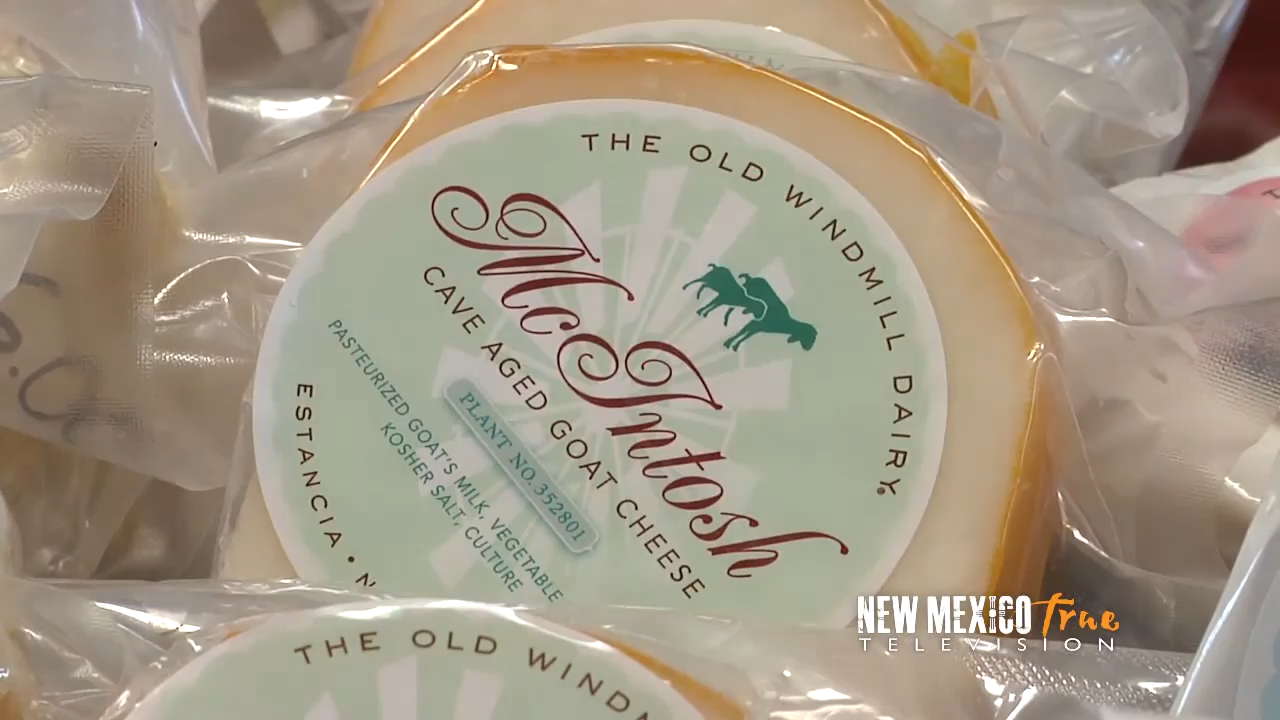 THE OLD WINDMILL DAIRY
McIntosh
CAVE AGED GOAT CHEESE
PLANT NO. 352801
PASTEURIZED GOAT'S MILK, VEGETABLE
KOSHER SALT, CULTURE
ESTANCIA • N
THE OLD WINDM
NEW MEXICO True
TELEVISION